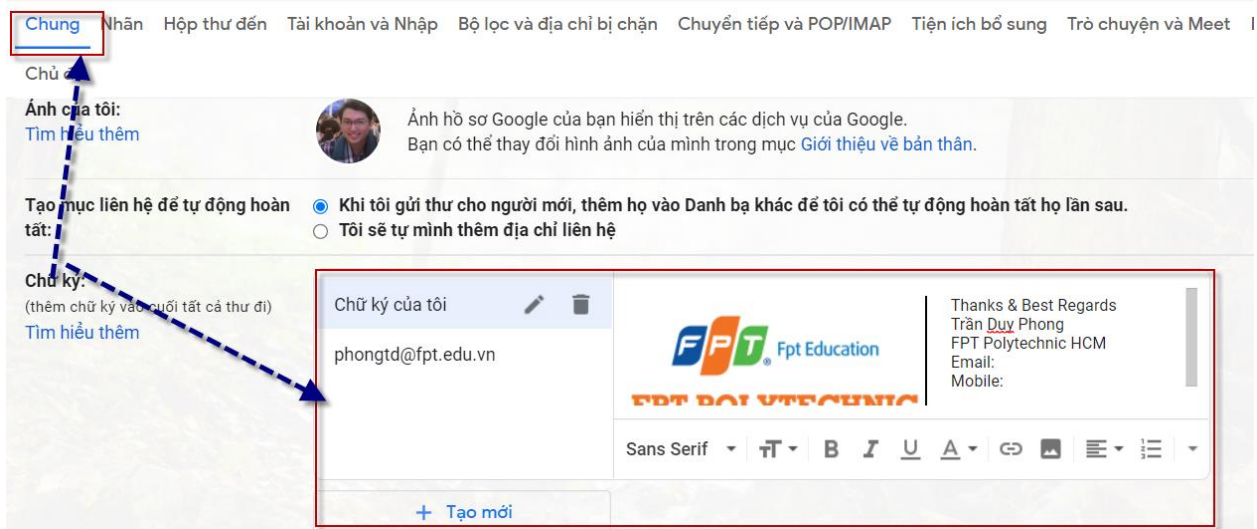 Chung Nhãn Hộp thư đến Tài khoản và Nhập Bộ lọc và địa chỉ bị chặn Chuyển tiếp và POP/IMAP Tiện ích bổ sung Trò chuyện và Meet
Chủ
Ảnh của tôi:
Tìm hiểu thêm
Ảnh hồ sơ Google của bạn hiển thị trên các dịch vụ của Google.
Bạn có thể thay đổi hình ảnh của mình trong mục Giới thiệu về bản thân.
Tạo mục liên hệ để tự động hoàn
tất:
Khi tôi gửi thư cho người mới, thêm họ vào Danh bạ khác để tôi có thể tự động hoàn tất họ lần sau.
Tôi sẽ tự mình thêm địa chỉ liên hệ
Chữ ký:
(thêm chữ ký vào cuối tất cả thư đi)
Tìm hiểu thêm
Chữ ký của tôi
phongtd@fpt.edu.vn
FPT Fpt Education
FPT POLYTECHNIC
Thanks & Best Regards
Trần Duy Phong
FPT Polytechnic HCM
Email:
Mobile:
Sans Serif
+ Tạo mới